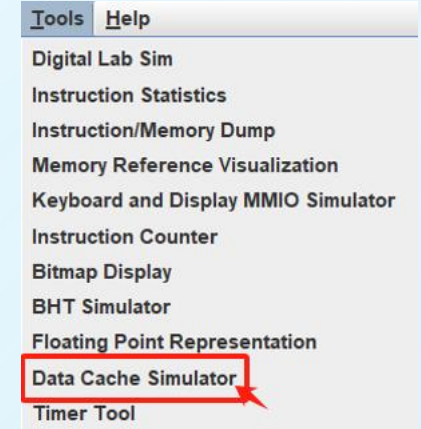 Tools Help
Digital Lab Sim
Instruction Statistics
Instruction/Memory Dump
Memory Reference Visualization
Keyboard and Display MMIO Simulator
Instruction Counter
Bitmap Display
BHT Simulator
Floating Point Representation
Data Cache Simulator
Timer Tool